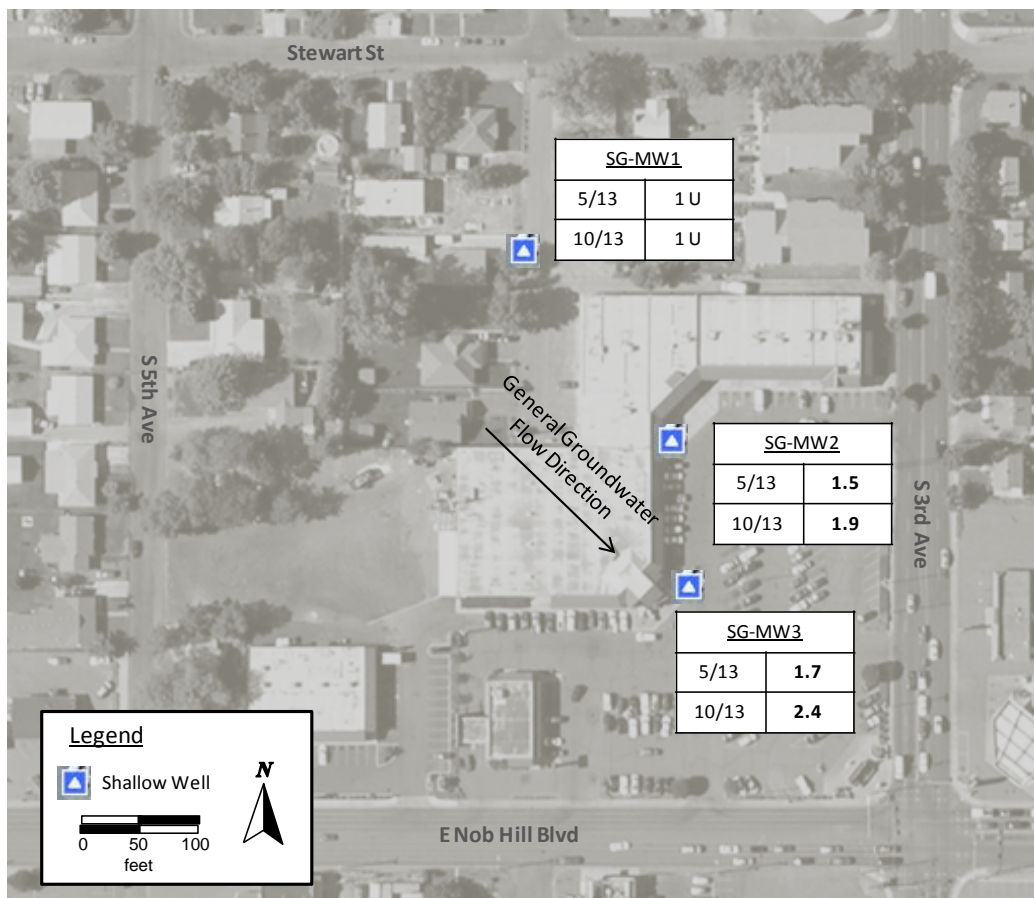 Stewart St
SG-MW1
5/13 1 U
10/13 1 U
S 5th Ave
General Groundwater
Flow Direction
SG-MW2
5/13 1.5
10/13 1.9
S 3rd Ave
SG-MW3
5/13 1.7
10/13 2.4
Legend
Shallow Well
N
0 50 100
feet
E Nob Hill Blvd